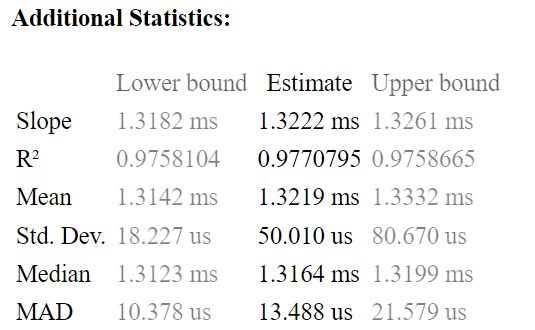 Additional Statistics:
Lower bound Estimate Upper bound
Slope 1.3182 ms 1.3222 ms 1.3261 ms
R² 0.9758104 0.9770795 0.9758665
Mean 1.3142 ms 1.3219 ms 1.3332 ms
Std. Dev. 18.227 us 50.010 us 80.670 us
Median 1.3123 ms 1.3164 ms 1.3199 ms
MAD 10.378 us 13.488 us 21.579 us